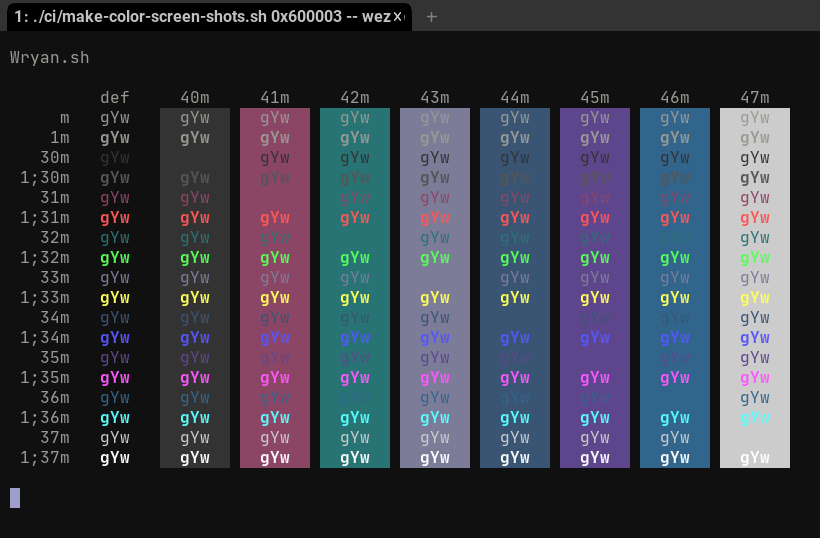 1: ./ci/make-color-screen-shots.sh 0x600003 -- wez
Wryan.sh
def 40m 41m 42m 43m 44m 45m 46m 47m
m gYw gYw gYw gYw gYw gYw gYw gYw gYw
1m gYw gYw gYw gYw gYw gYw gYw gYw gYw
30m gYw gYw gYw gYw gYw gYw gYw gYw
1;30m gYw gYw gYw gYw gYw gYw gYw gYw gYw
31m gYw gYw gYw gYw gYw gYw gYw gYw
1;31m gYw gYw gYw gYw gYw gYw gYw gYw gYw
32m gYw gYw gYw gYw gYw gYw gYw gYw
1;32m gYw gYw gYw gYw gYw gYw gYw gYw gYw
33m gYw gYw gYw gYw gYw gYw gYw gYw
1;33m gYw gYw gYw gYw gYw gYw gYw gYw gYw
34m gYw gYw gYw gYw gYw gYw gYw gYw
1;34m gYw gYw gYw gYw gYw gYw gYw gYw gYw
35m gYw gYw gYw gYw gYw gYw gYw gYw
1;35m gYw gYw gYw gYw gYw gYw gYw gYw gYw
36m gYw gYw gYw gYw gYw gYw gYw gYw
1;36m gYw gYw gYw gYw gYw gYw gYw gYw gYw
37m gYw gYw gYw gYw gYw gYw gYw gYw
1;37m gYw gYw gYw gYw gYw gYw gYw gYw gYw